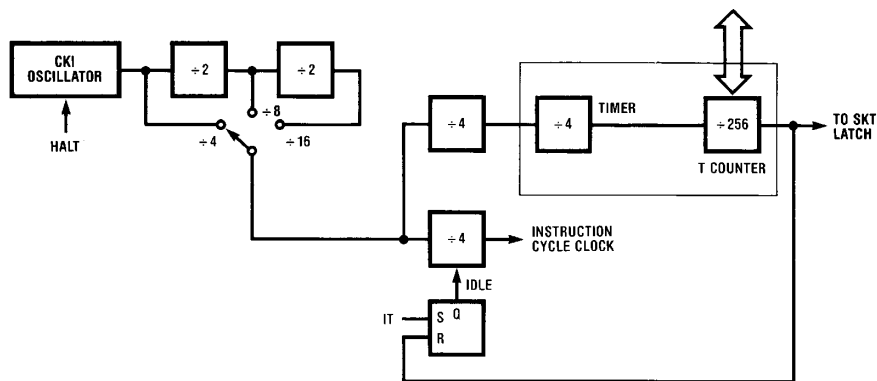 CKI
OSCILLATOR
÷2
÷2
÷8
÷4
÷16
HALT
÷4
÷4
TIMER
÷256
T COUNTER
TO SKT
LATCH
÷4
INSTRUCTION
CYCLE CLOCK
IDLE
IT
S
Q
R